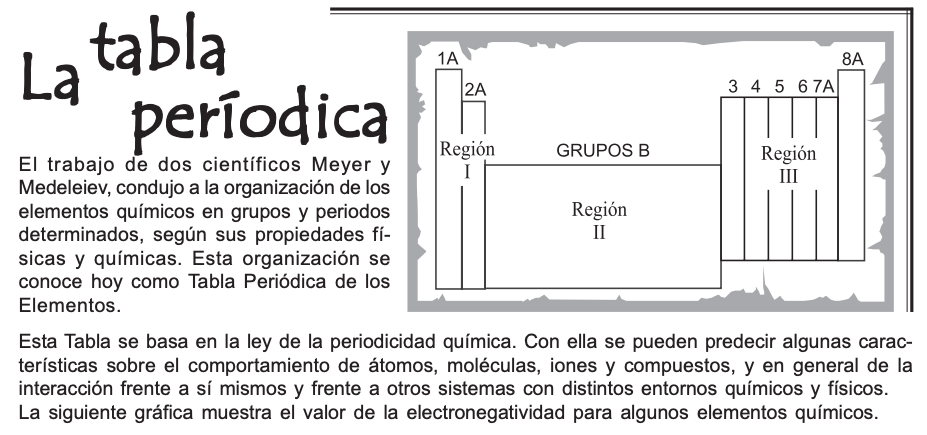 La tabla
períodica
El trabajo de dos científicos Meyer y
Medeleiev, condujo a la organización de los
elementos químicos en grupos y periodos
determinados, según sus propiedades fí-
sicas y químicas. Esta organización se
conoce hoy como Tabla Periódica de los
Elementos.
1A
2A
Región
I
GRUPOS B
Región
II
3 4 5 6 7A
8A
Región
III
Esta Tabla se basa en la ley de la periodicidad química. Con ella se pueden predecir algunas carac-
terísticas sobre el comportamiento de átomos, moléculas, iones y compuestos, y en general de la
interacción frente a sí mismos y frente a otros sistemas con distintos entornos químicos y físicos.
La siguiente gráfica muestra el valor de la electronegatividad para algunos elementos químicos.